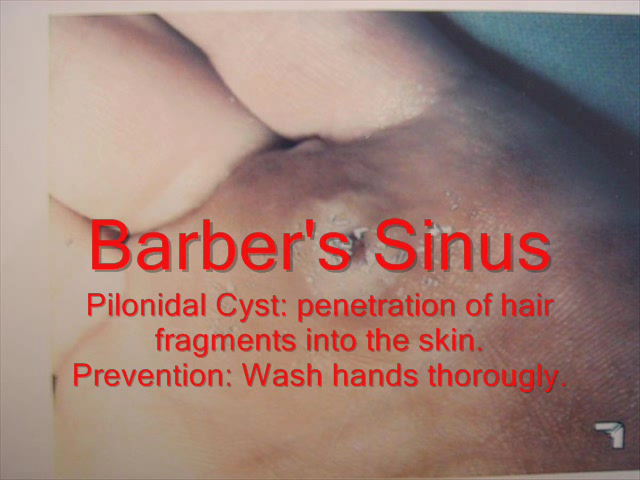 Barber's Sinus
Pilonidal Cyst: penetration of hair
fragments into the skin.
Prevention: Wash hands thorougly.